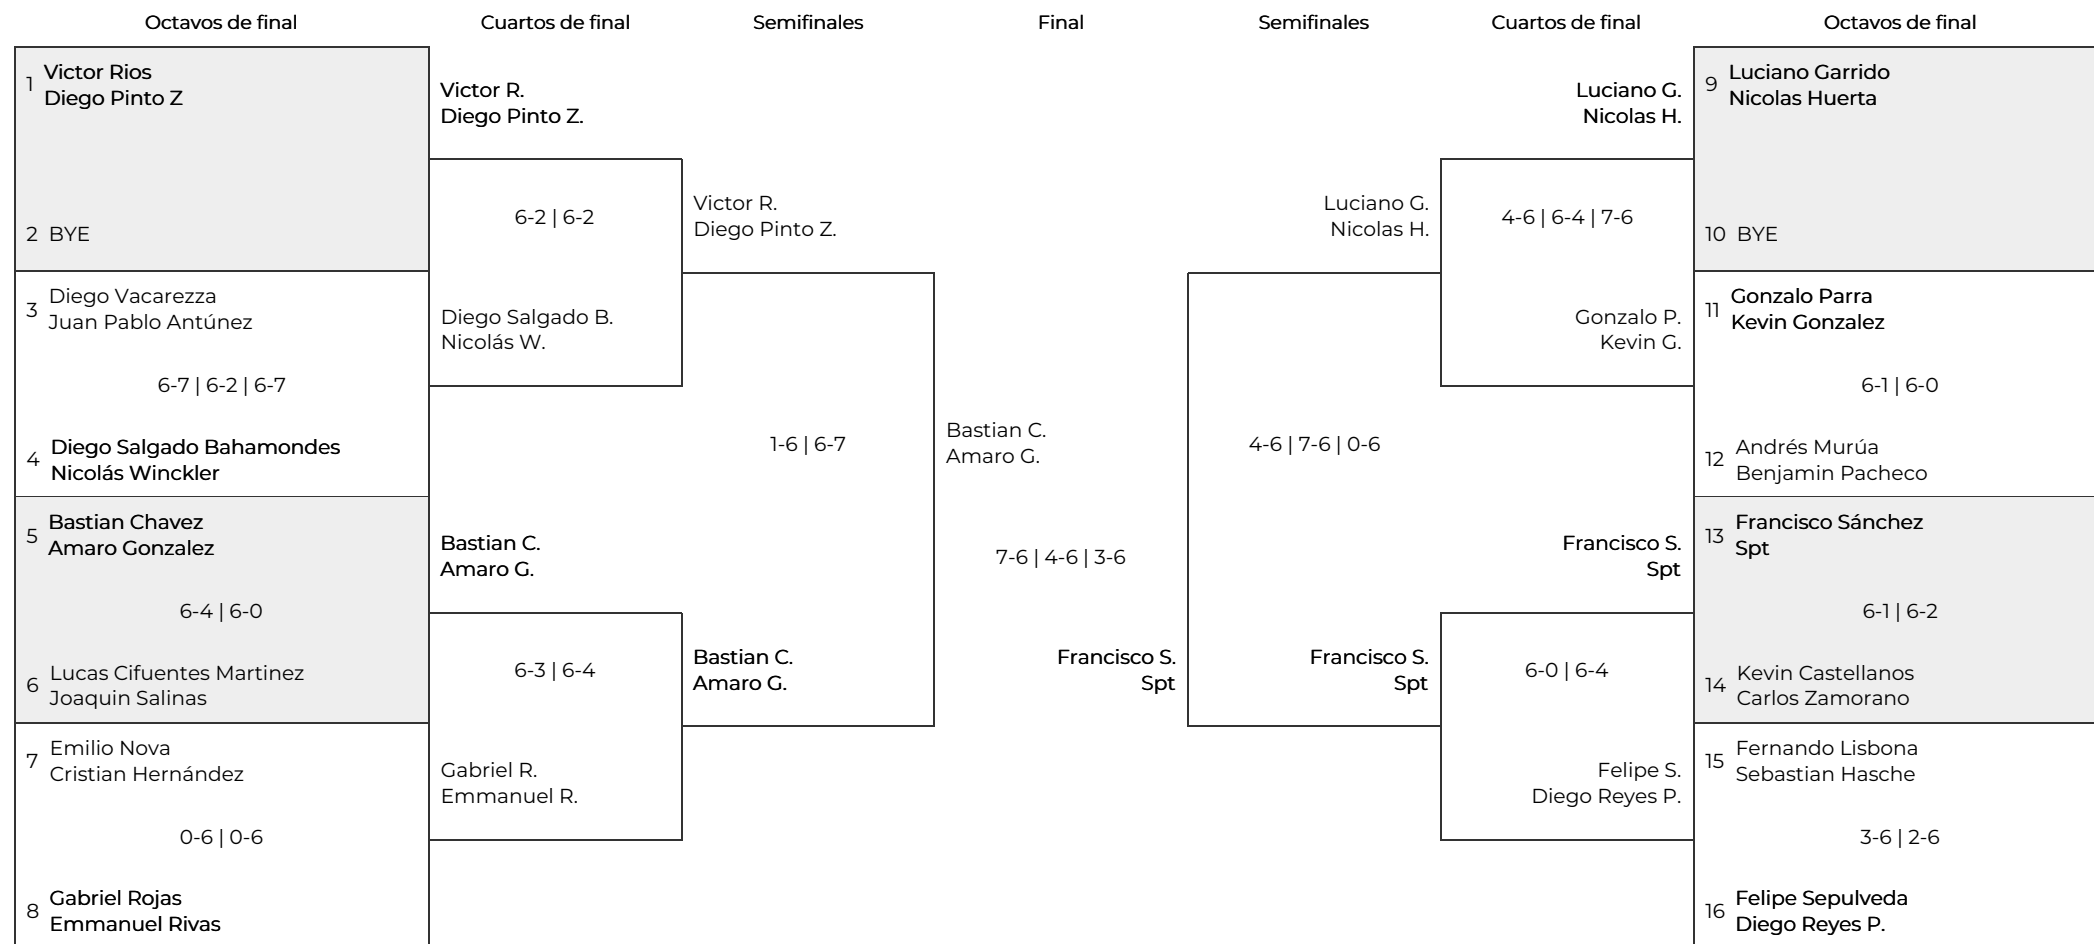 Octavos de final
Cuartos de final
Semifinales
Final
Semifinales
Cuartos de final
Octavos de final
1
Victor Rios
Diego Pinto Z
2 BYE
3
Diego Vacarezza
Juan Pablo Antúnez
6-7 | 6-2 | 6-7
4
Diego Salgado Bahamondes
Nicolás Winckler
5
Bastian Chavez
Amaro Gonzalez
6-4 | 6-0
6
Lucas Cifuentes Martinez
Joaquin Salinas
7
Emilio Nova
Cristian Hernández
0-6 | 0-6
8
Gabriel Rojas
Emmanuel Rivas
Victor R.
Diego Pinto Z.
6-2 | 6-2
Diego Salgado B.
Nicolás W.
Bastian C.
Amaro G.
6-3 | 6-4
Gabriel R.
Emmanuel R.
Victor R.
Diego Pinto Z.
1-6 | 6-7
Bastian C.
Amaro G.
Bastian C.
Amaro G.
7-6 | 4-6 | 3-6
Francisco S.
Spt
Luciano G.
Nicolas H.
4-6 | 7-6 | 0-6
Francisco S.
Spt
Luciano G.
Nicolas H.
4-6 | 6-4 | 7-6
Gonzalo P.
Kevin G.
Francisco S.
Spt
6-0 | 6-4
Felipe S.
Diego Reyes P.
9
Luciano Garrido
Nicolas Huerta
10 BYE
11
Gonzalo Parra
Kevin Gonzalez
6-1 | 6-0
12
Andrés Murúa
Benjamin Pacheco
13
Francisco Sánchez
Spt
6-1 | 6-2
14
Kevin Castellanos
Carlos Zamorano
15
Fernando Lisbona
Sebastian Hasche
3-6 | 2-6
16
Felipe Sepulveda
Diego Reyes P.